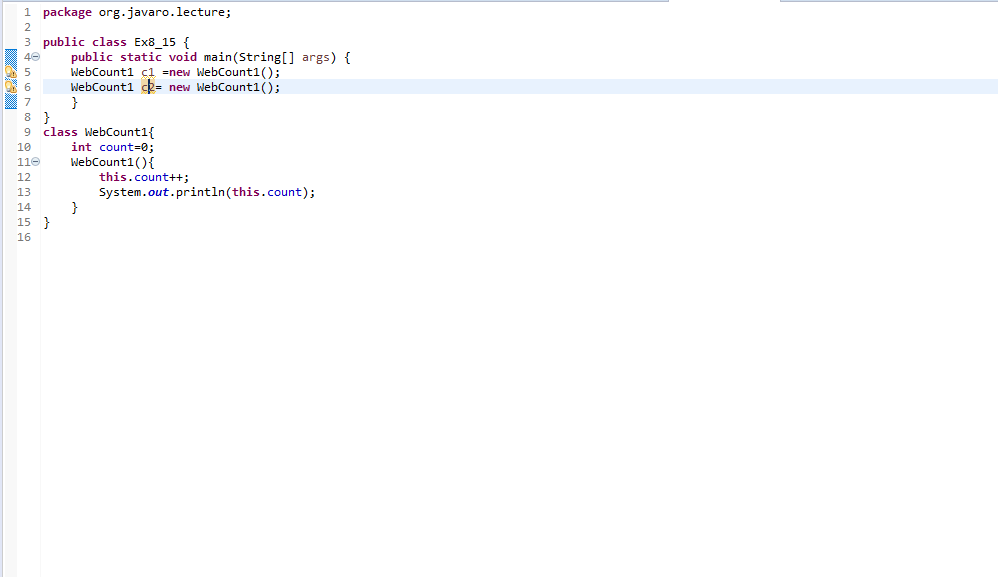 1 package org.javaro.lecture;
2
3 public class Ex8_15 {
4 public static void main(String[] args) {
5 WebCount1 c1 =new WebCount1();
6 WebCount1 c2= new WebCount1();
7 }
8 }
9 class WebCount1{
10 int count=0;
11 WebCount1(){
12 this.count++;
13 System.out.println(this.count);
14 }
15 }
16